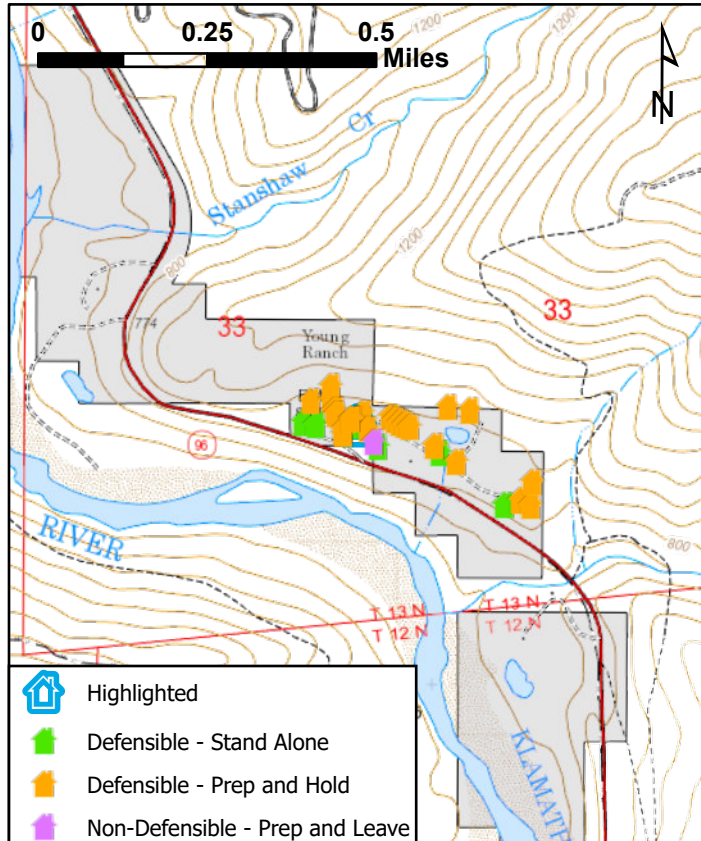 0 0.25 0.5
Miles
N
1200
1200
Stanshaw Cr
1200
800
774
33
33
Young
Ranch
96
RIVER
800
T 13 N
T 12 N
T 13 N
T 12 N
KLAMATH
Highlighted
Defensible - Stand Alone
Defensible - Prep and Hold
Non-Defensible - Prep and Leave